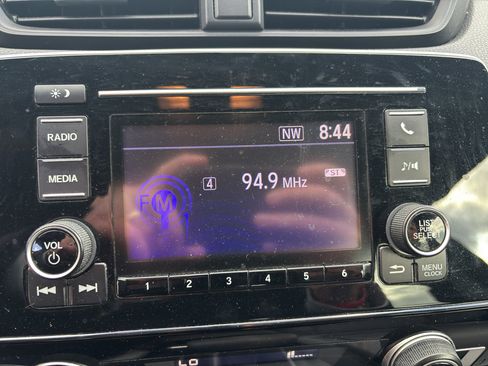 NW 8:44
RADIO
MEDIA
4 94.9 MHz ST
FM
VOL
LIST
PUSH
SELECT
1 2 3 4 5 6
MENU
CLOCK
LO